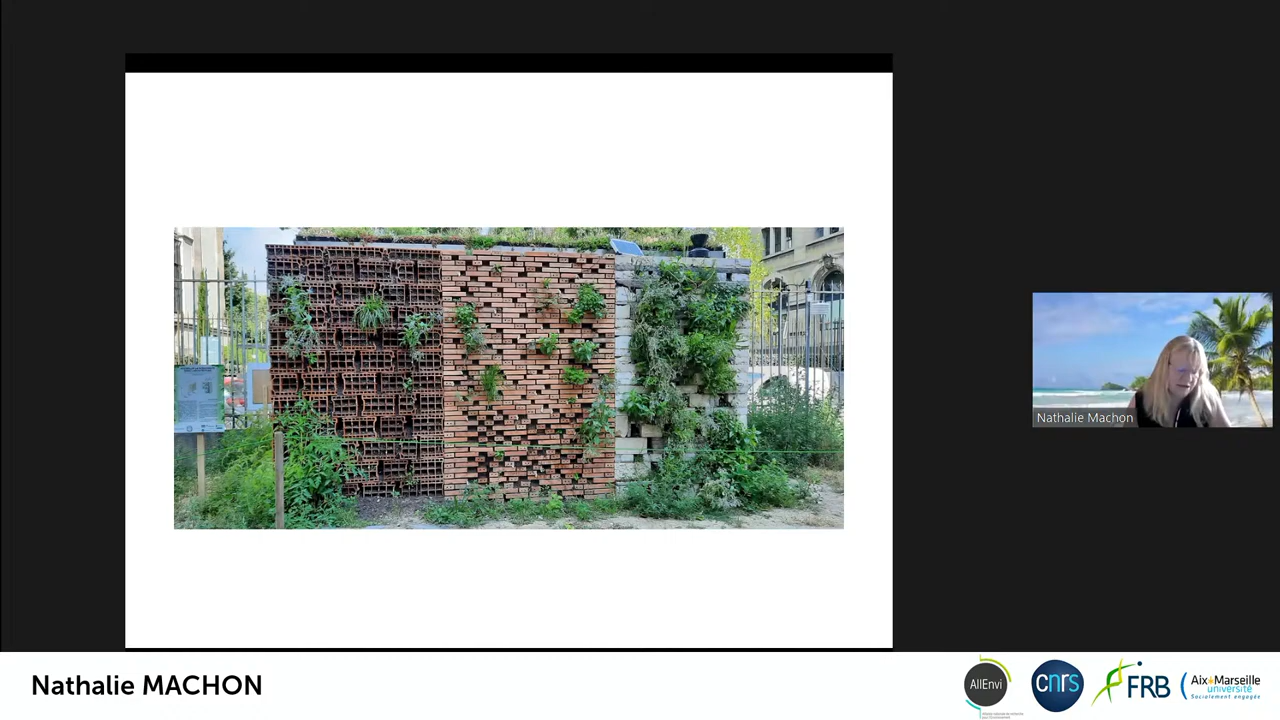 Nathalie Machon
Nathalie MACHON
AllEnvi
cnrs
FRB
Aix+Marseille
université
Socialement engagée